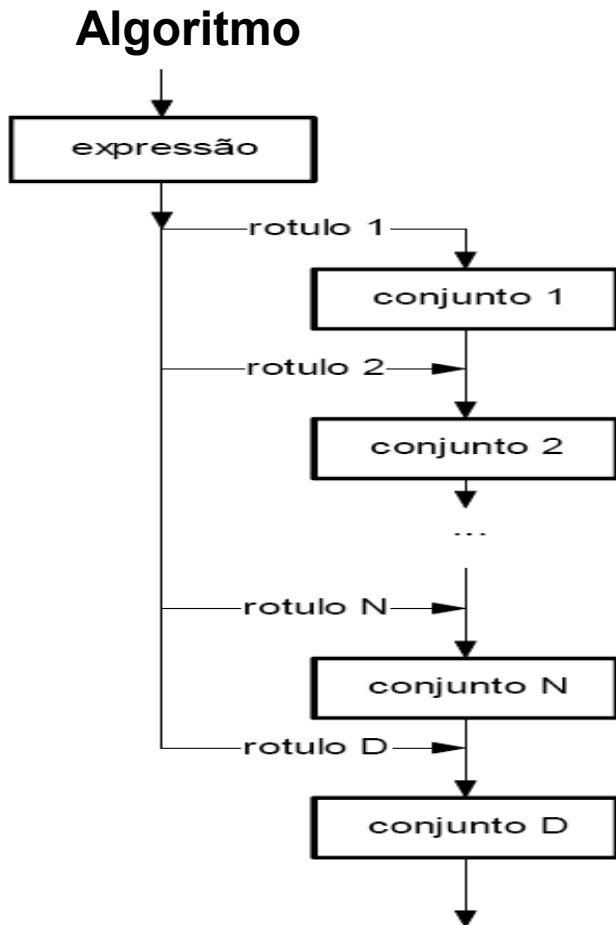 Algoritmo
expressão
rotulo 1
conjunto 1
rotulo 2
conjunto 2
...
rotulo N
conjunto N
rotulo D
conjunto D